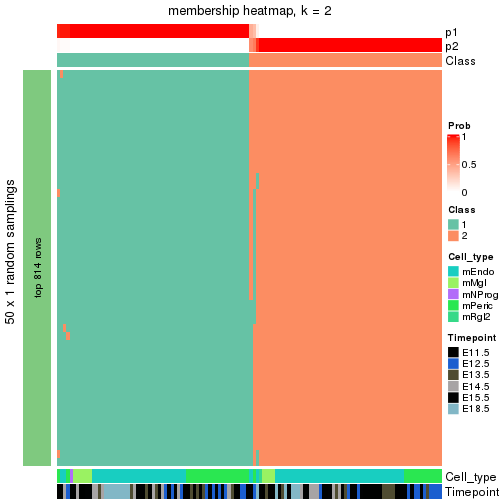 membership heatmap, k = 2
p1
p2
Class
50 x 1 random samplings
top 814 rows
Prob
1
0.5
0
Class
1
2
Cell_type
mEndo
mMgl
mNProg
mPeric
mRgl2
Timepoint
E11.5
E12.5
E13.5
E14.5
E15.5
E18.5
Cell_type
Timepoint